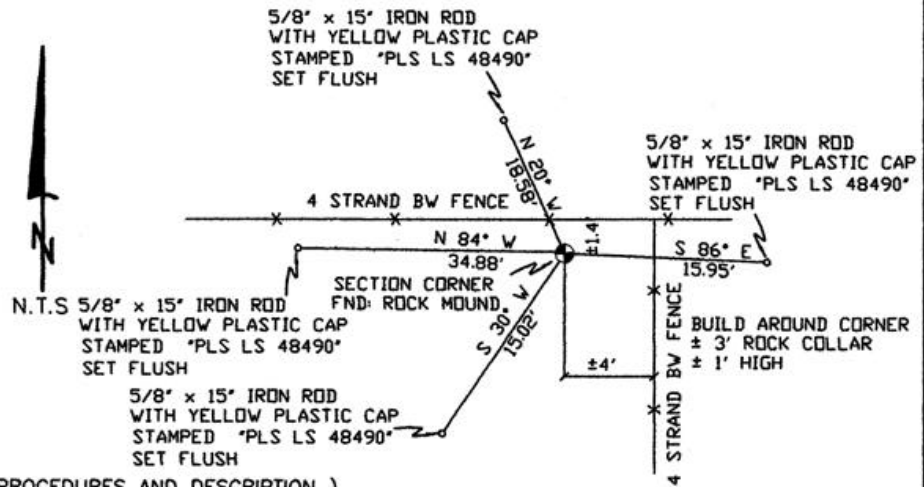 5/8" x 15" IRON ROD
WITH YELLOW PLASTIC CAP
STAMPED "PLS LS 48490"
SET FLUSH
5/8" x 15" IRON ROD
WITH YELLOW PLASTIC CAP
STAMPED "PLS LS 48490"
SET FLUSH
N 20° W
18.58'
4 STRAND BW FENCE
±1.4'
N
N 84° W
34.88'
S 86° E
15.95'
SECTION CORNER
FND: ROCK MOUND
N.T.S
5/8" x 15" IRON ROD
WITH YELLOW PLASTIC CAP
STAMPED "PLS LS 48490"
SET FLUSH
S 30° W
15.02'
±4'
4 STRAND BW FENCE
BUILD AROUND CORNER
± 3' ROCK COLLAR
± 1' HIGH
5/8" x 15" IRON ROD
WITH YELLOW PLASTIC CAP
STAMPED "PLS LS 48490"
SET FLUSH
PROCEDURES AND DESCRIPTION )